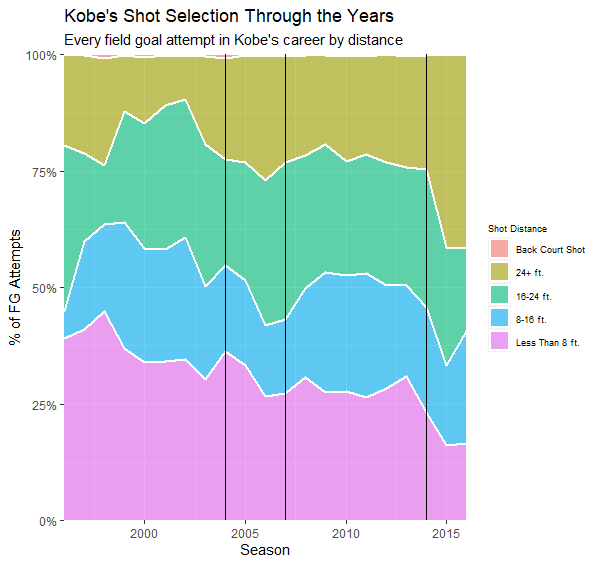 Kobe's Shot Selection Through the Years
Every field goal attempt in Kobe's career by distance
100%
75%
50%
25%
0%
% of FG Attempts
2000
2005
2010
2015
Season
Shot Distance
Back Court Shot
24+ ft.
16-24 ft.
8-16 ft.
Less Than 8 ft.